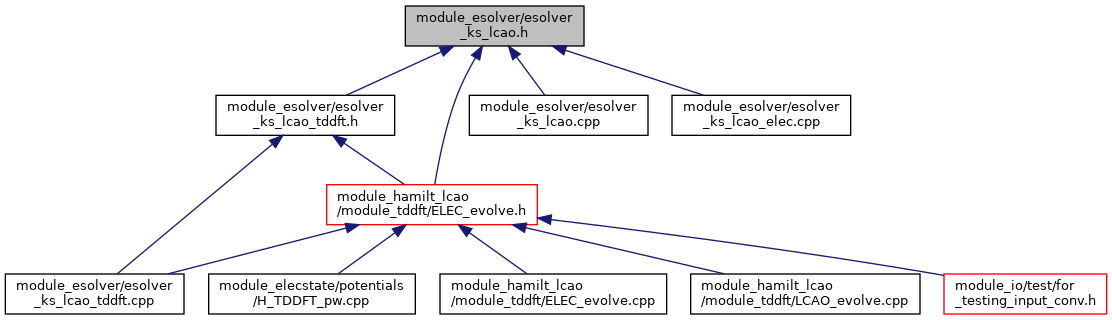 module_esolver/esolver
_ks_lcao.h
module_esolver/esolver
_ks_lcao_tddft.h
module_esolver/esolver
_ks_lcao.cpp
module_esolver/esolver
_ks_lcao_elec.cpp
module_hamilt_lcao
/module_tddft/ELEC_evolve.h
module_esolver/esolver
_ks_lcao_tddft.cpp
module_elecstate/potentials
/H_TDDFT_pw.cpp
module_hamilt_lcao
/module_tddft/ELEC_evolve.cpp
module_hamilt_lcao
/module_tddft/LCAO_evolve.cpp
module_io/test/for
_testing_input_conv.h